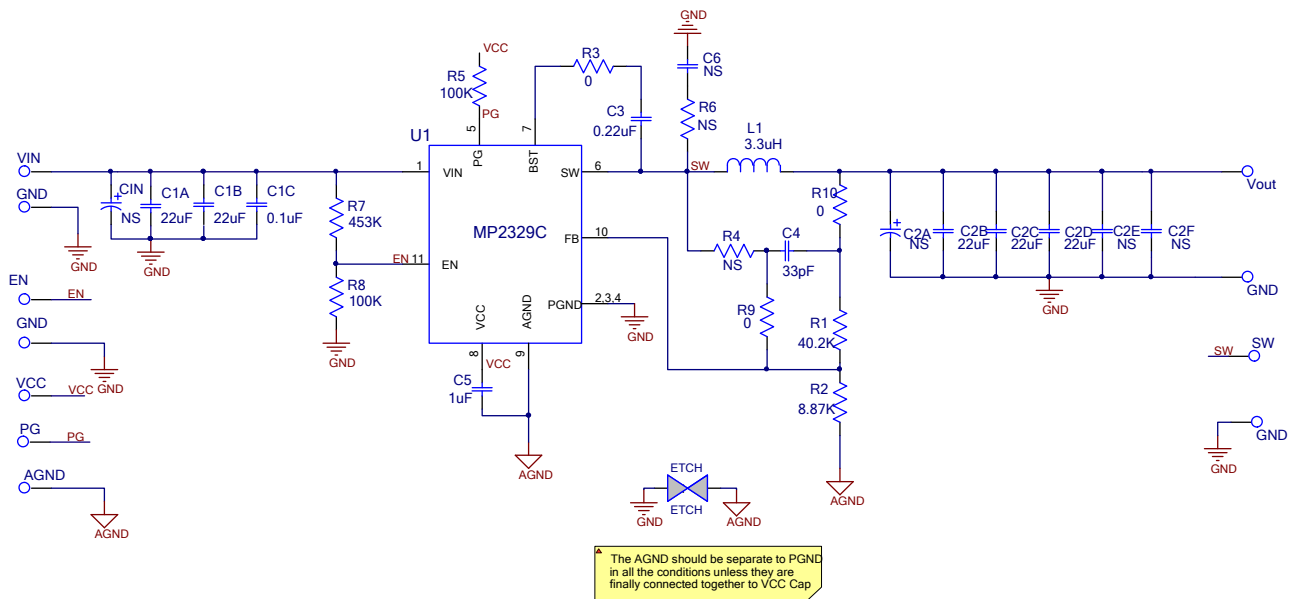 GND
C6
NS
VCC
R3
0
R5
100K
R6
NS
PG
C3
0.22uF
5
7
U1
L1
3.3uH
PG
BST
VIN
1
VIN
SW
6
SW
Vout
GND
CIN
NS
C1A
22uF
C1B
22uF
C1C
0.1uF
R7
453K
R10
0
MP2329C
FB
10
R4
NS
C4
33pF
C2A
NS
C2B
22uF
C2C
22uF
C2D
22uF
C2E
NS
C2F
NS
GND
GND
EN
11
EN
EN
EN
R8
100K
GND
PGND
2,3,4
GND
R9
0
GND
GND
R1
40.2K
GND
VCC
AGND
8
VCC
9
GND
SW
SW
VCC
VCC
GND
C5
1uF
R2
8.87K
PG
PG
GND
GND
AGND
AGND
AGND
AGND
ETCH
ETCH
GND
AGND
The AGND should be separate to PGND
in all the conditions unless they are
finally connected together to VCC Cap